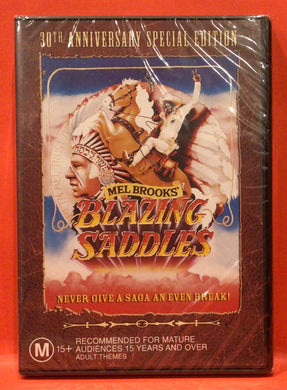 30TH ANNIVERSARY SPECIAL EDITION
MEL BROOKS'
BLAZING
SADDLES
NEVER GIVE A SAGA AN EVEN BREAK!
M 15+ RECOMMENDED FOR MATURE
AUDIENCES 15 YEARS AND OVER
ADULT THEMES